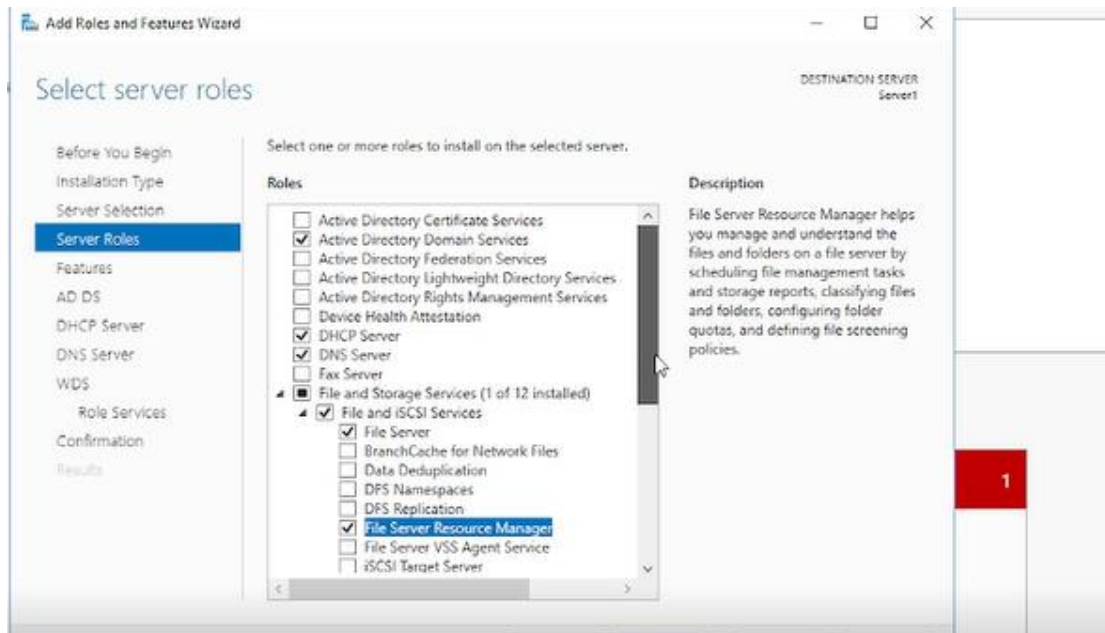 Add Roles and Features Wizard
Select server roles
DESTINATION SERVER
Server1
Before You Begin
Installation Type
Server Selection
Server Roles
Features
AD DS
DHCP Server
DNS Server
WDS
Role Services
Confirmation
Results
Select one or more roles to install on the selected server.
Roles
Active Directory Certificate Services
Active Directory Domain Services
Active Directory Federation Services
Active Directory Lightweight Directory Services
Active Directory Rights Management Services
Device Health Attestation
DHCP Server
DNS Server
Fax Server
File and Storage Services (1 of 12 installed)
File and iSCSI Services
File Server
BranchCache for Network Files
Data Deduplication
DFS Namespaces
DFS Replication
File Server Resource Manager
File Server VSS Agent Service
iSCSI Target Server
Description
File Server Resource Manager helps
you manage and understand the
files and folders on a file server by
scheduling file management tasks
and storage reports, classifying files
and folders, configuring folder
quotas, and defining file screening
policies.
1